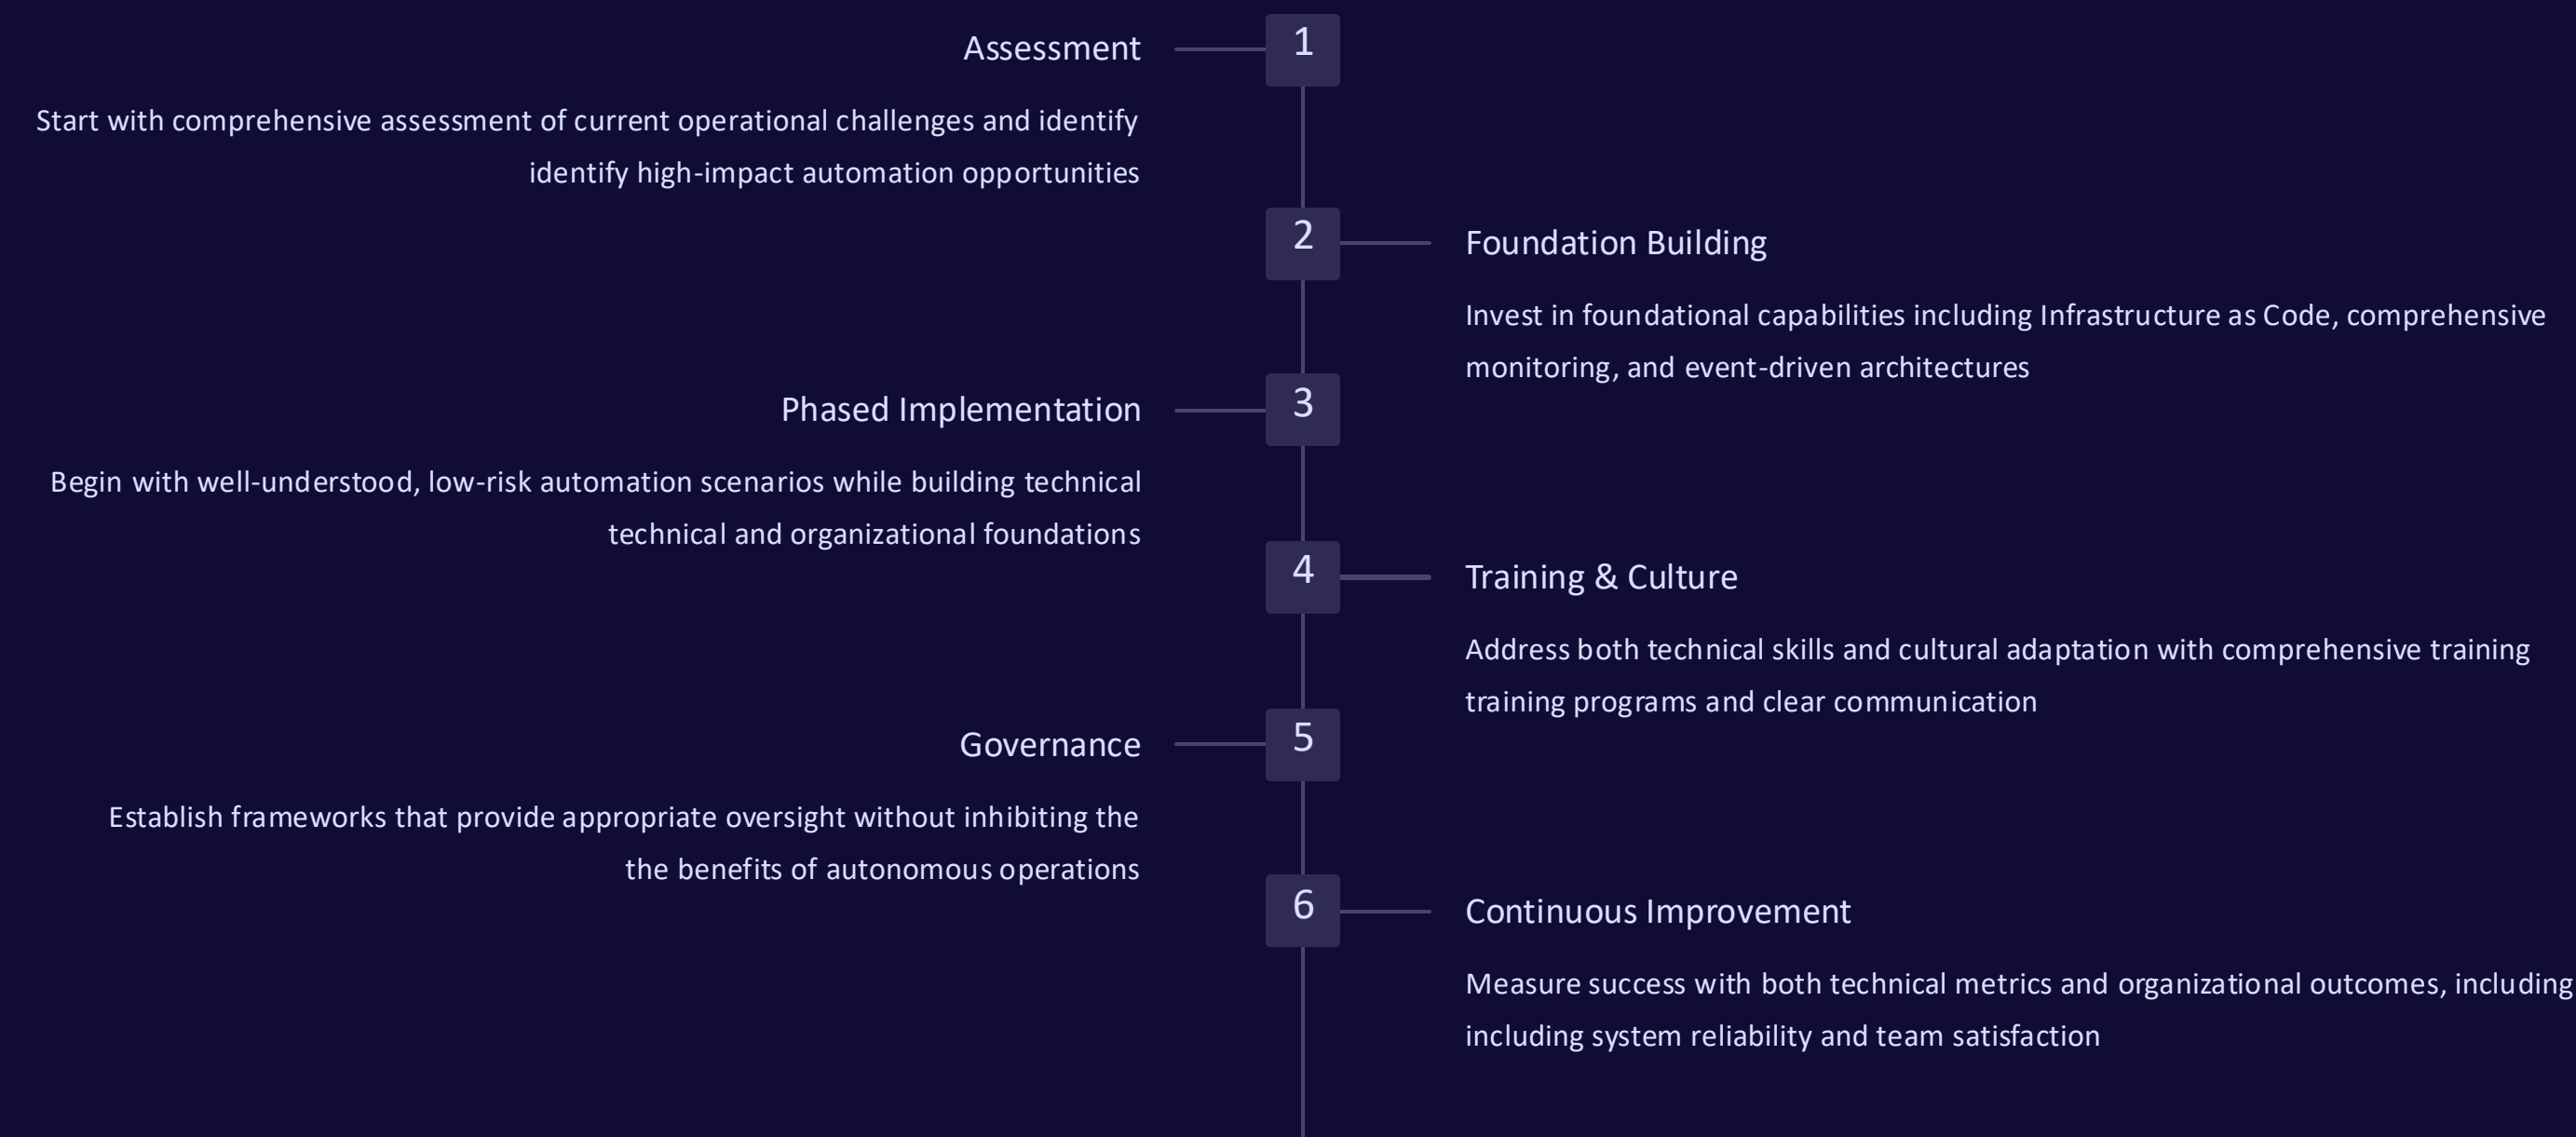 1
Assessment
Start with comprehensive assessment of current operational challenges and identify
identify high-impact automation opportunities
2
Foundation Building
Invest in foundational capabilities including Infrastructure as Code, comprehensive
monitoring, and event-driven architectures
3
Phased Implementation
Begin with well-understood, low-risk automation scenarios while building technical
technical and organizational foundations
4
Training & Culture
Address both technical skills and cultural adaptation with comprehensive training
training programs and clear communication
5
Governance
Establish frameworks that provide appropriate oversight without inhibiting the
the benefits of autonomous operations
6
Continuous Improvement
Measure success with both technical metrics and organizational outcomes, including
including system reliability and team satisfaction